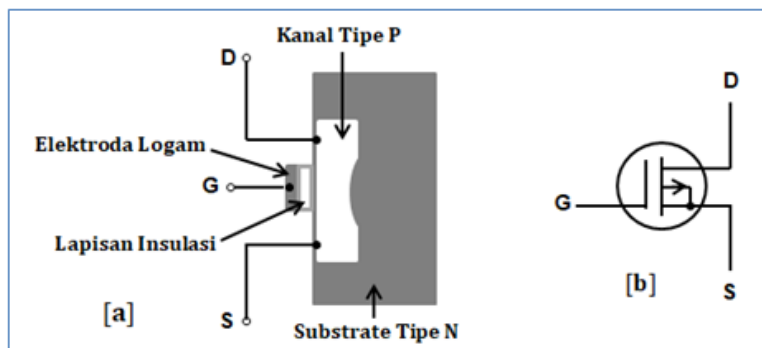 Kanal Tipe P
D
Elektroda Logam
G
Lapisan Insulasi
[a]
S
Substrate Tipe N
D
G
[b]
S